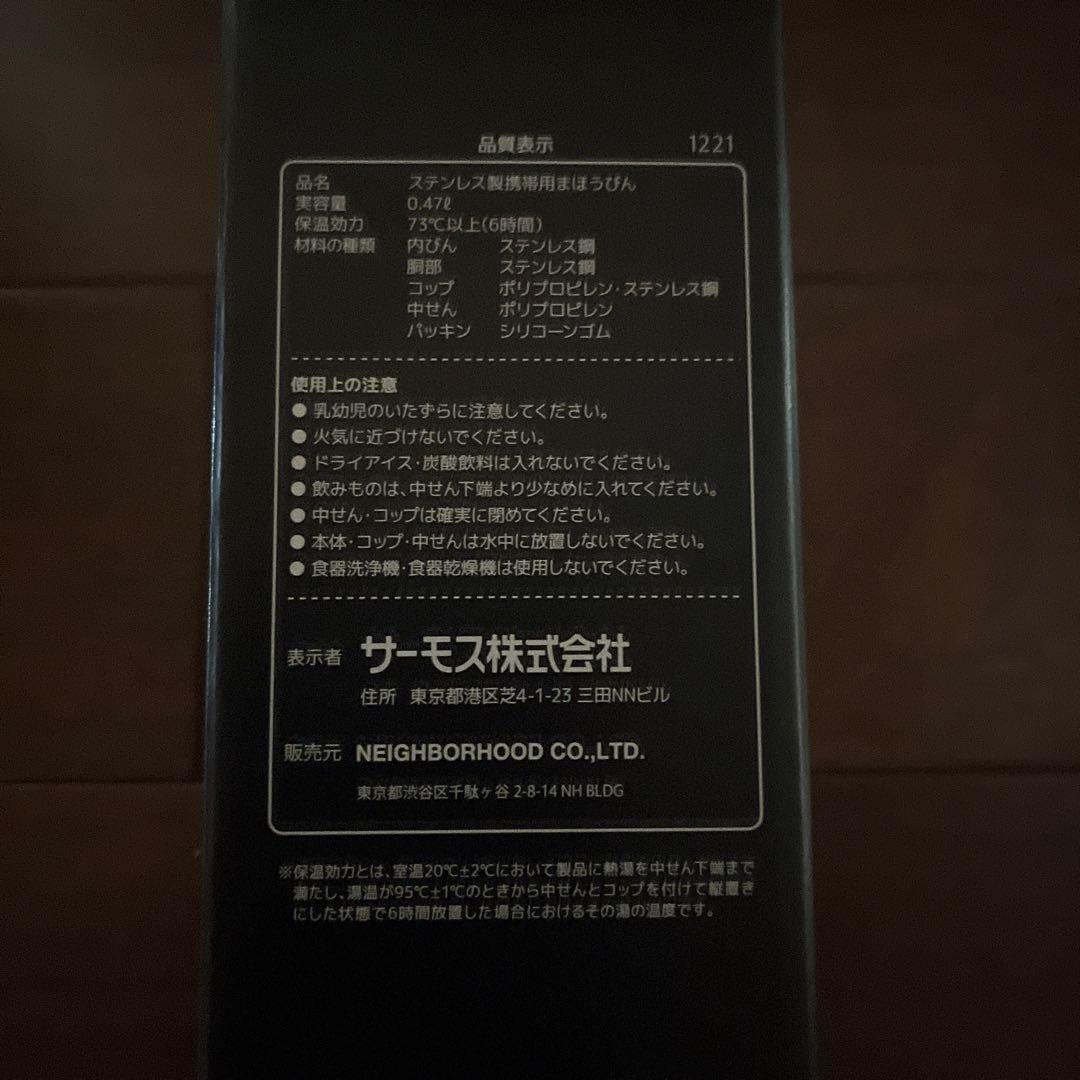 品質表示 1221
品名 ステンレス製携帯用まほうびん
実容量 0.47ℓ
保温効力 73℃以上(6時間)
材料の種類 内びん ステンレス鋼
胴部 ステンレス鋼
コップ ポリプロピレン・ステンレス鋼
中せん ポリプロピレン
パッキン シリコーンゴム
使用上の注意
● 乳幼児のいたずらに注意してください。
● 火気に近づけないでください。
● ドライアイス・炭酸飲料は入れないでください。
● 飲みものは、中せん下端より少なめに入れてください。
● 中せん・コップは確実に閉めてください。
● 本体・コップ・中せんは水中に放置しないでください。
● 食器洗浄機・食器乾燥機は使用しないでください。
表示者 サーモス株式会社
住所 東京都港区芝4-1-23 三田NNビル
販売元 NEIGHBORHOOD CO.,LTD.
東京都渋谷区千駄ヶ谷 2-8-14 NH BLDG
※保温効力とは、室温20℃±2℃において製品に熱湯を中せん下端まで
満たし、湯温が95℃±1℃のときから中せんとコップを付けて縦置き
にした状態で6時間放置した場合におけるその湯の温度です。